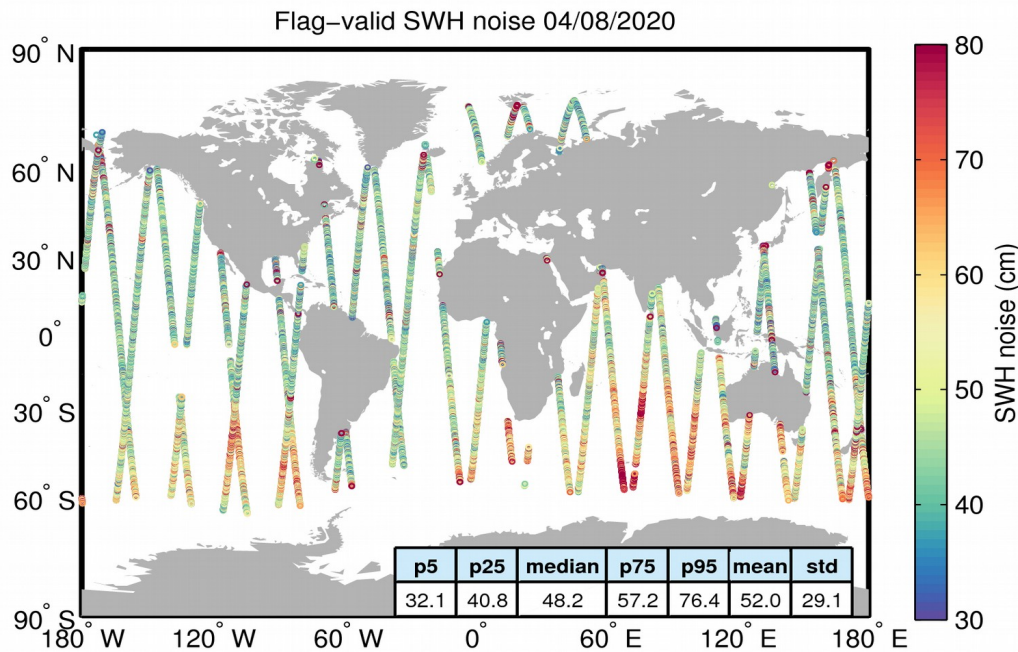 Flag−valid SWH noise 04/08/2020
90° N
60° N
30° N
0°
30° S
60° S
90° S
180° W
120° W
60° W
0°
60° E
120° E
180° E
80
70
60
50
40
30
SWH noise (cm)
p5 p25 median p75 p95 mean std
32.1 40.8 48.2 57.2 76.4 52.0 29.1